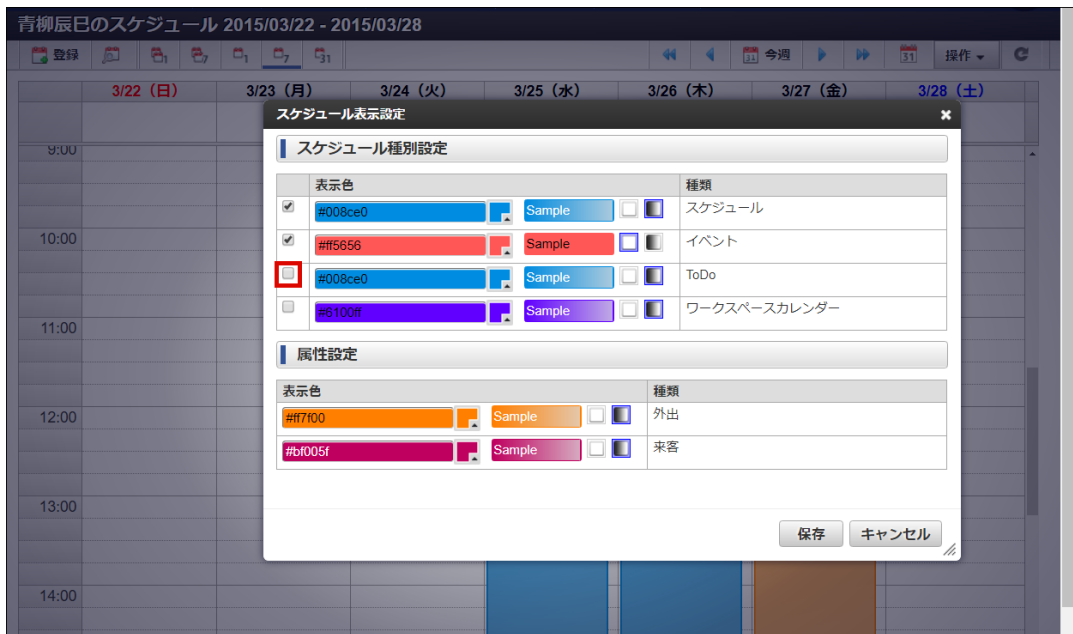 青柳辰巳のスケジュール 2015/03/22 - 2015/03/28
登録 1 7 1 7 31 31 今週 31 操作
3/22（日） 3/23（月） 3/24（火） 3/25（水） 3/26（木） 3/27（金） 3/28（土）
スケジュール表示設定
スケジュール種別設定
9:00
表示色 種類
#008ce0 Sample スケジュール
10:00
#ff5656 Sample イベント
#008ce0 Sample ToDo
#6100ff Sample ワークスペースカレンダー
11:00
属性設定
表示色 種類
12:00
#ff7f00 Sample 外出
#bf005f Sample 来客
13:00
保存 キャンセル
14:00